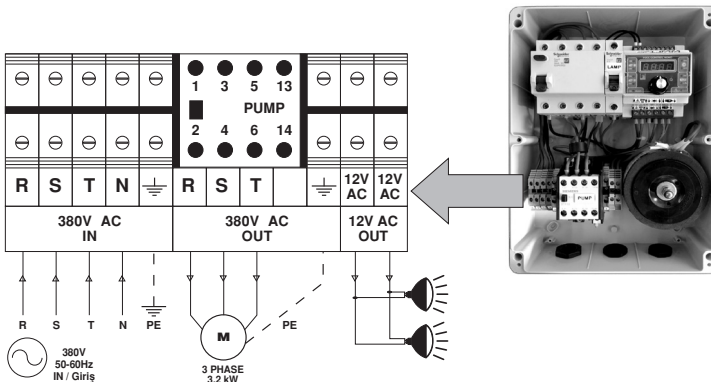 1 3 5 13
PUMP
2 4 6 14
R S T N R S T 12V AC 12V AC
380V AC IN
380V AC OUT
12V AC OUT
R S T N PE
380V
50-60Hz
IN / Giriş
M
PE
3 PHASE
3.2 kW
LAMP
PUMP